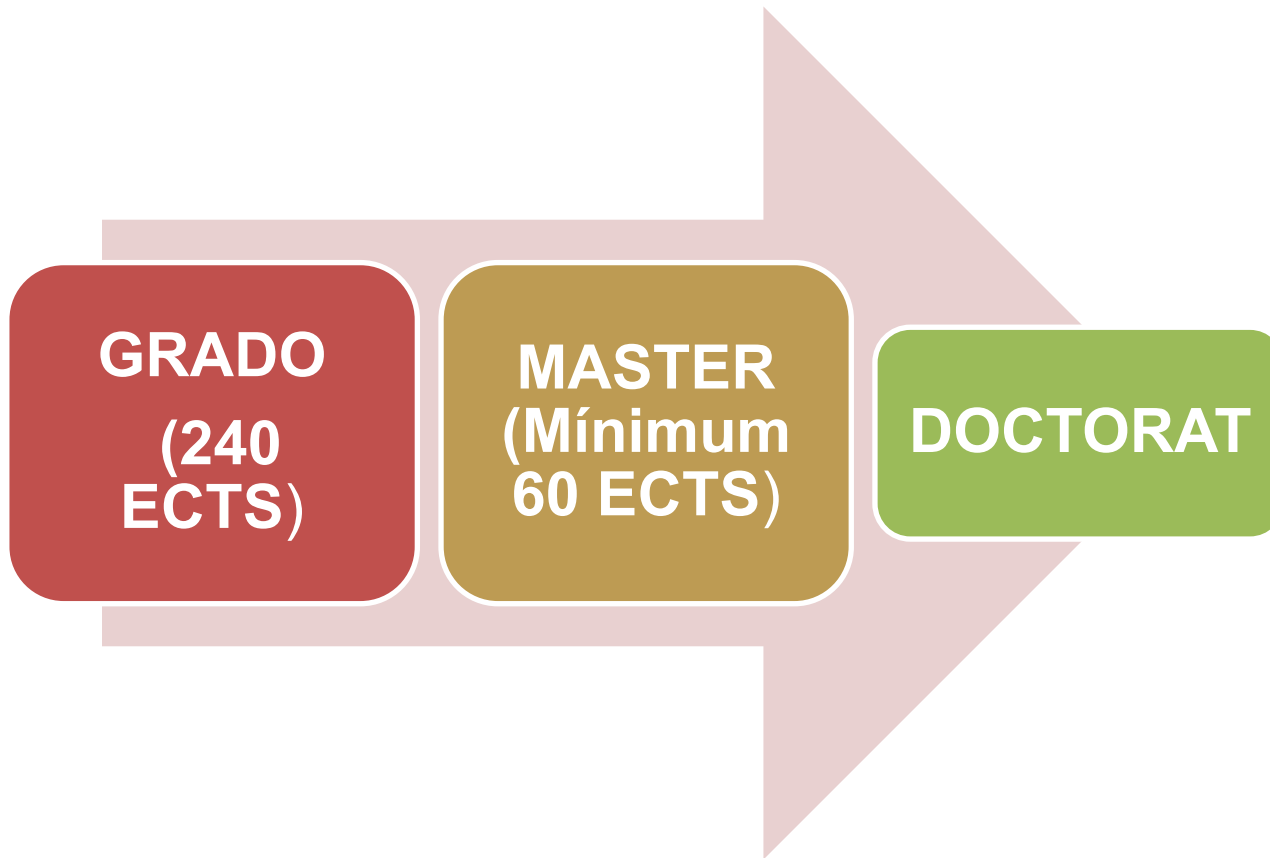 GRADO
(240
ECTS)
MASTER
(Mínimum
60 ECTS)
DOCTORAT